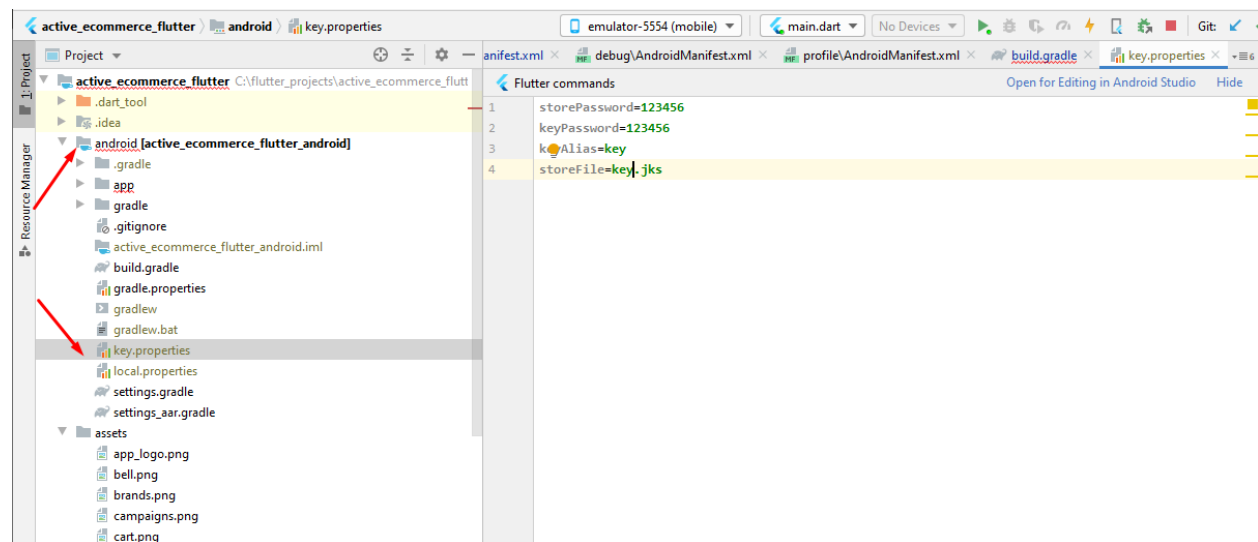 active_ecommerce_flutter android key.properties emulator-5554 (mobile) main.dart No Devices Git:
Project
anifest.xml debug\AndroidManifest.xml profile\AndroidManifest.xml build.gradle key.properties 6
1: Project
Resource Manager
active_ecommerce_flutter C:\flutter_projects\active_ecommerce_flutt
.dart_tool
.idea
android [active_ecommerce_flutter_android]
.gradle
app
gradle
.gitignore
active_ecommerce_flutter_android.iml
build.gradle
gradle.properties
gradlew
gradlew.bat
key.properties
local.properties
settings.gradle
settings_aar.gradle
assets
app_logo.png
bell.png
brands.png
campaigns.png
cart.png
Flutter commands Open for Editing in Android Studio Hide
1 storePassword=123456
2 keyPassword=123456
3 keyAlias=key
4 storeFile=key.jks